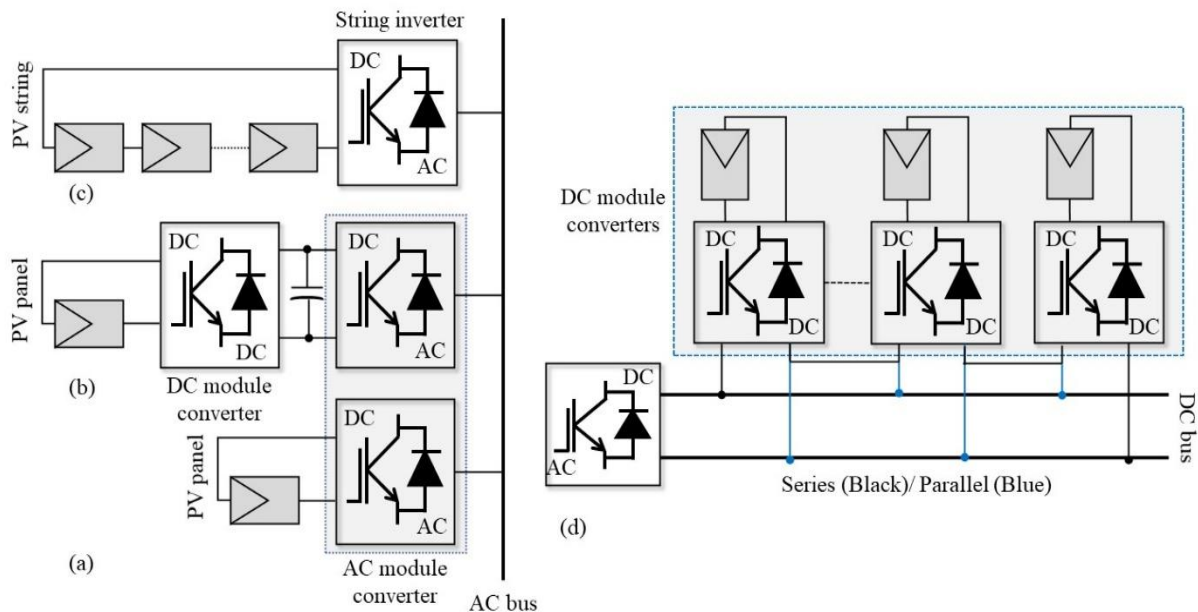 String inverter
DC
AC
PV string
(c)
DC
DC
DC
AC
PV panel
(b)
DC module
converter
DC
AC
PV panel
(a)
AC module
converter
AC bus
DC module
converters
DC
DC
DC
DC
DC
DC
DC
AC
DC bus
Series (Black)/ Parallel (Blue)
(d)